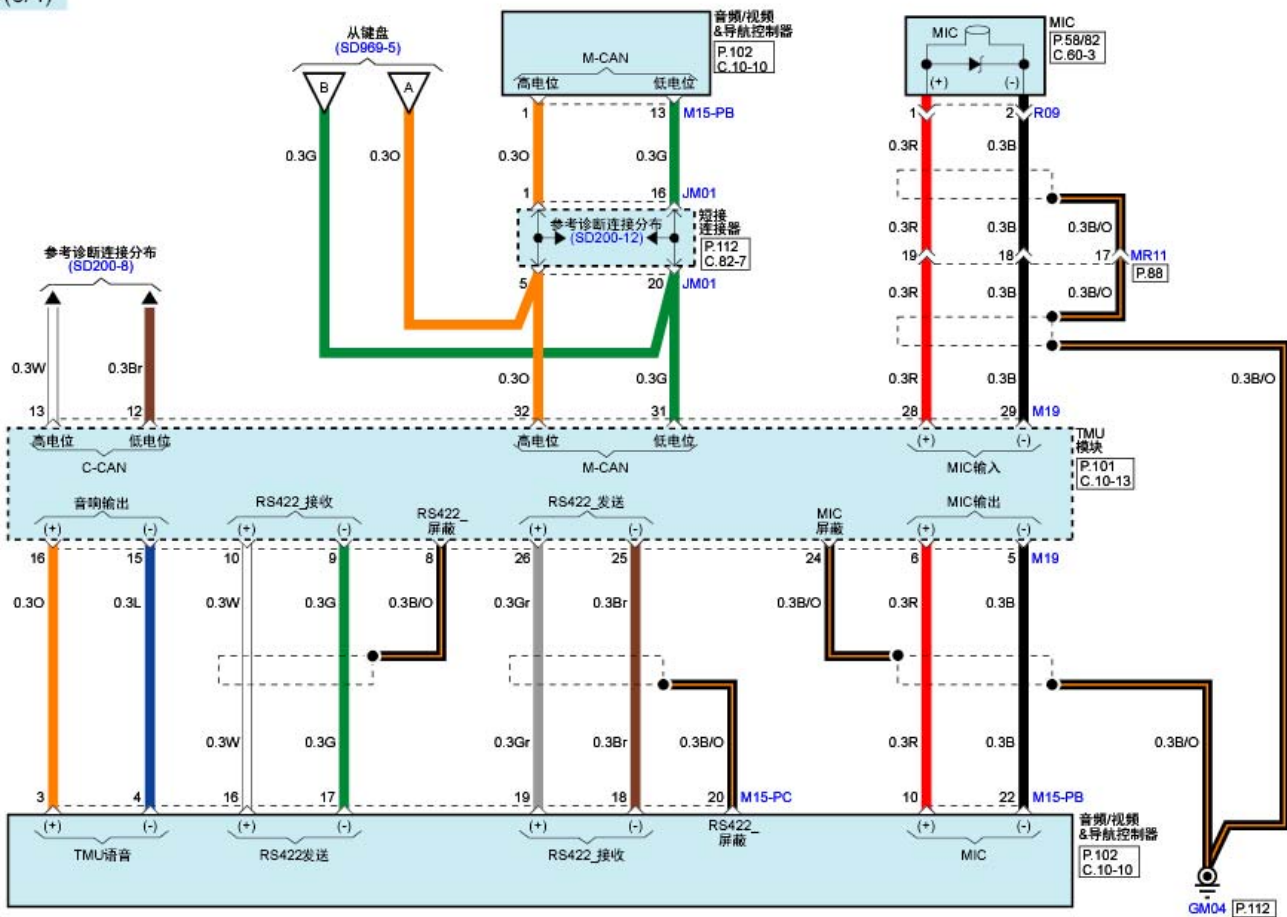 从键盘
(SD969-5)
B
A
M-CAN
高电位
低电位
音频/视频
&导航控制器
P.102
C.10-10
MIC
(+)
(-)
MIC
P.58/82
C.60-3
1
13
M15-PB
1
2
R09
0.3G
0.3O
0.3O
0.3G
0.3R
0.3B
1
16
JM01
参考诊断连接分布
(SD200-12)
短接
连接器
P.112
C.82-7
0.3R
0.3B
0.3B/O
参考诊断连接分布
(SD200-8)
19
18
17
MR11
P.88
5
20
JM01
0.3R
0.3B
0.3B/O
0.3W
0.3Br
0.3O
0.3G
0.3R
0.3B
0.3B/O
13
12
32
31
28
29
M19
高电位
低电位
高电位
低电位
(+)
(-)
TMU
模块
P.101
C.10-13
C-CAN
M-CAN
MIC输入
音响输出
RS422_接收
RS422_
屏蔽
RS422_发送
MIC
屏蔽
MIC输出
(+)
(-)
(+)
(-)
(+)
(-)
(+)
(-)
16
15
10
9
8
26
25
24
6
5
M19
0.3O
0.3L
0.3W
0.3G
0.3B/O
0.3Gr
0.3Br
0.3B/O
0.3R
0.3B
0.3W
0.3G
0.3Gr
0.3Br
0.3B/O
0.3R
0.3B
0.3B/O
3
4
16
17
19
18
20
M15-PC
10
22
M15-PB
(+)
(-)
(+)
(-)
(+)
(-)
RS422_
屏蔽
(+)
(-)
TMU语音
RS422发送
RS422_接收
MIC
音频/视频
&导航控制器
P.102
C.10-10
GM04
P.112